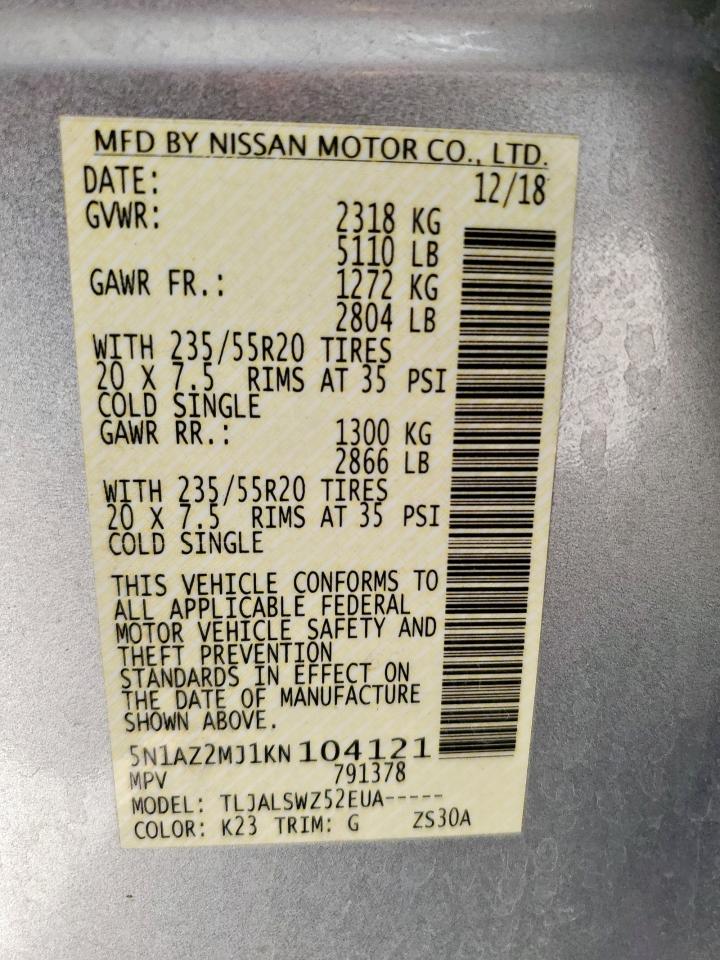 MFD BY NISSAN MOTOR CO., LTD.
DATE: 12/18
GVWR: 2318 KG
5110 LB
GAWR FR.: 1272 KG
2804 LB
WITH 235/55R20 TIRES
20 X 7.5 RIMS AT 35 PSI
COLD SINGLE
GAWR RR.: 1300 KG
2866 LB
WITH 235/55R20 TIRES
20 X 7.5 RIMS AT 35 PSI
COLD SINGLE
THIS VEHICLE CONFORMS TO
ALL APPLICABLE FEDERAL
MOTOR VEHICLE SAFETY AND
THEFT PREVENTION
STANDARDS IN EFFECT ON
THE DATE OF MANUFACTURE
SHOWN ABOVE.
5N1AZ2MJ1KN104121
MPV 791378
MODEL: TLJALSWZ52EUA-----
COLOR: K23 TRIM: G ZS30A